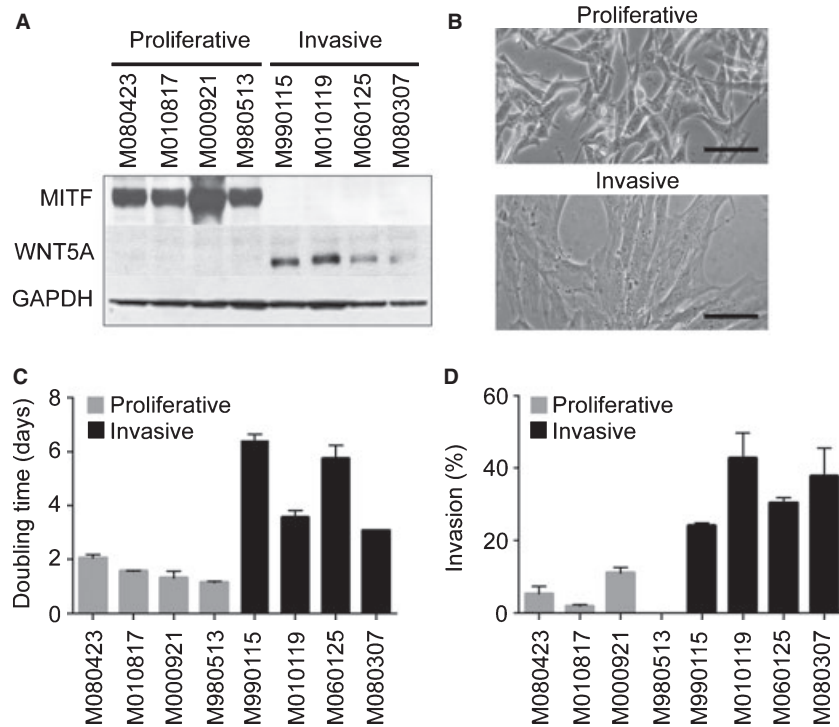 A
Proliferative Invasive
M080423 M010817 M000921 M980513 M990115 M010119 M060125 M080307
MITF
WNT5A
GAPDH
B
Proliferative
Invasive
C
Doubling time (days)
8
6
4
2
0
Proliferative
Invasive
M080423 M010817 M000921 M980513 M990115 M010119 M060125 M080307
D
Invasion (%)
60
40
20
0
Proliferative
Invasive
M080423 M010817 M000921 M980513 M990115 M010119 M060125 M080307